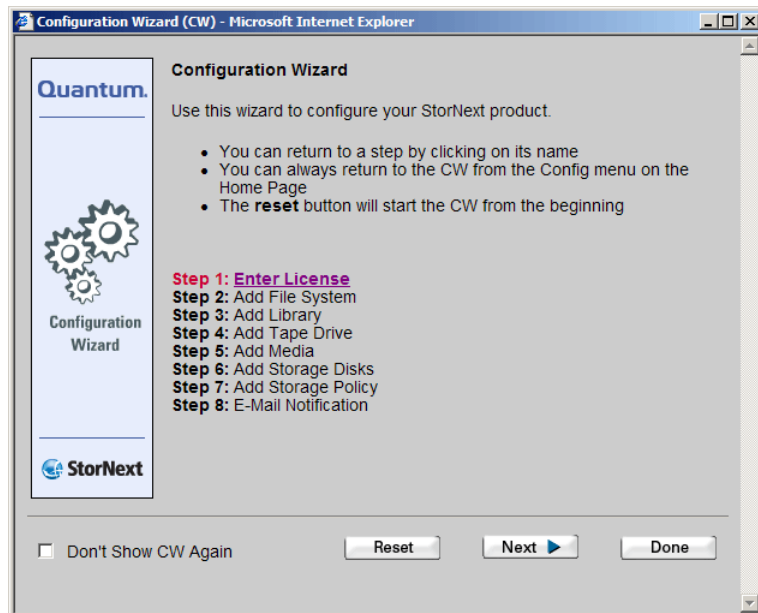 Configuration Wizard (CW) - Microsoft Internet Explorer
Quantum.
Configuration
Wizard
StorNext
Configuration Wizard
Use this wizard to configure your StorNext product.
• You can return to a step by clicking on its name
• You can always return to the CW from the Config menu on the
Home Page
• The reset button will start the CW from the beginning
Step 1: Enter License
Step 2: Add File System
Step 3: Add Library
Step 4: Add Tape Drive
Step 5: Add Media
Step 6: Add Storage Disks
Step 7: Add Storage Policy
Step 8: E-Mail Notification
Don't Show CW Again
Reset
Next
Done